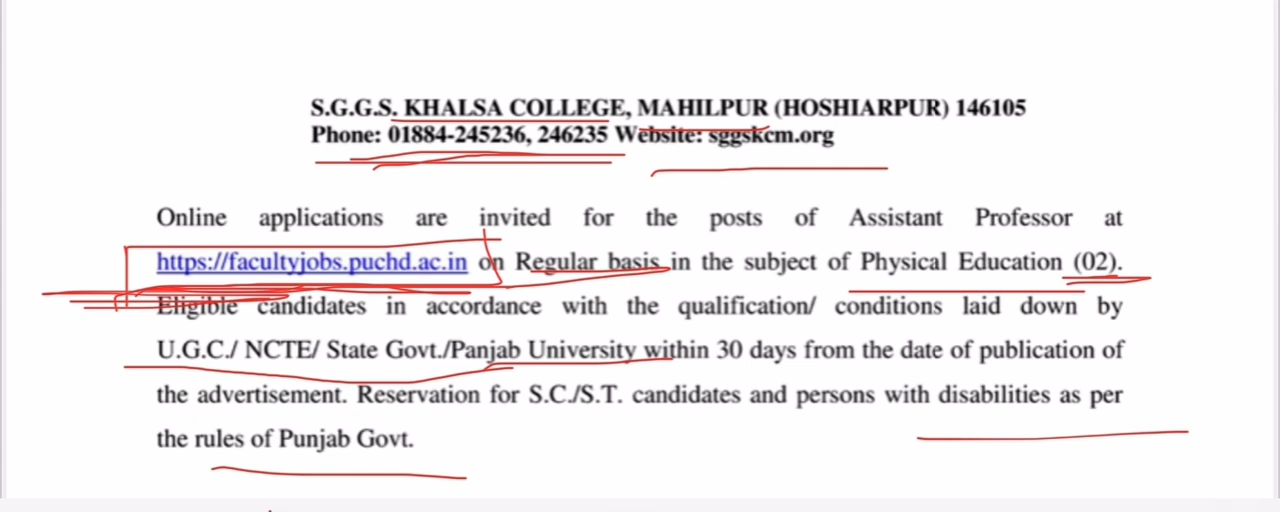 S.G.G.S. KHALSA COLLEGE, MAHILPUR (HOSHIARPUR) 146105
Phone: 01884-245236, 246235 Website: sggskcm.org
Online applications are invited for the posts of Assistant Professor at
https://facultyjobs.puchd.ac.in on Regular basis in the subject of Physical Education (02).
Eligible candidates in accordance with the qualification/ conditions laid down by
U.G.C./ NCTE/ State Govt./Panjab University within 30 days from the date of publication of
the advertisement. Reservation for S.C./S.T. candidates and persons with disabilities as per
the rules of Punjab Govt.